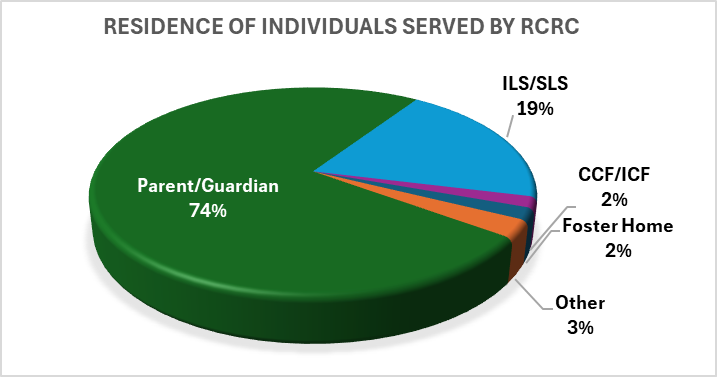 RESIDENCE OF INDIVIDUALS SERVED BY RCRC
ILS/SLS
19%
CCF/ICF
2%
Parent/Guardian
74%
Foster Home
2%
Other
3%